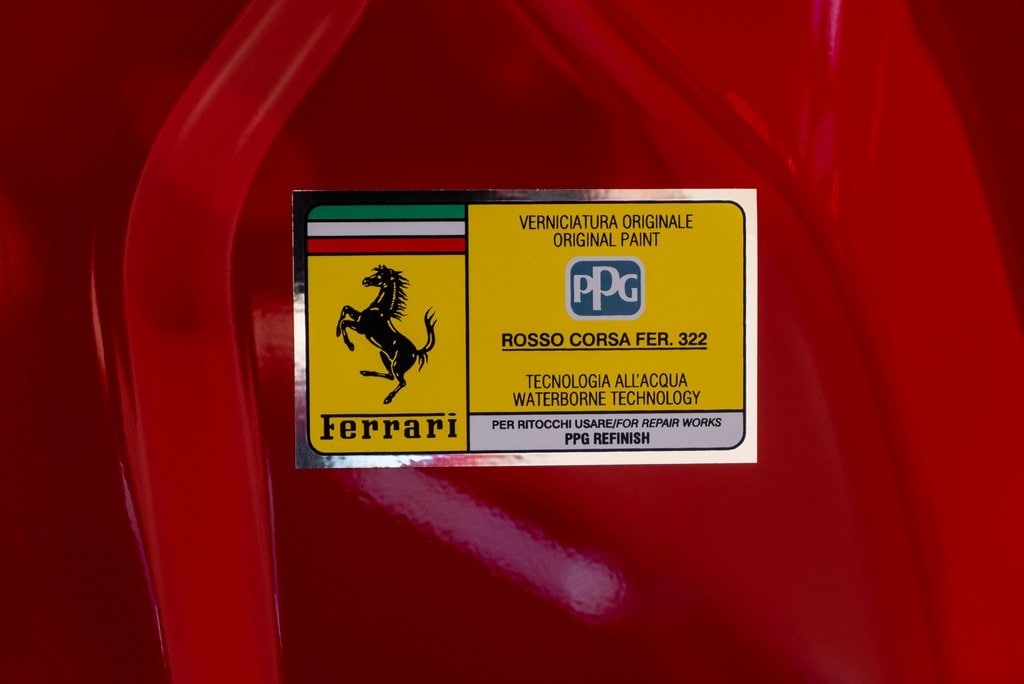 Ferrari
VERNICIATURA ORIGINALE
ORIGINAL PAINT
PPG
ROSSO CORSA FER. 322
TECNOLOGIA ALL'ACQUA
WATERBORNE TECHNOLOGY
PER RITOCCHI USARE/FOR REPAIR WORKS
PPG REFINISH